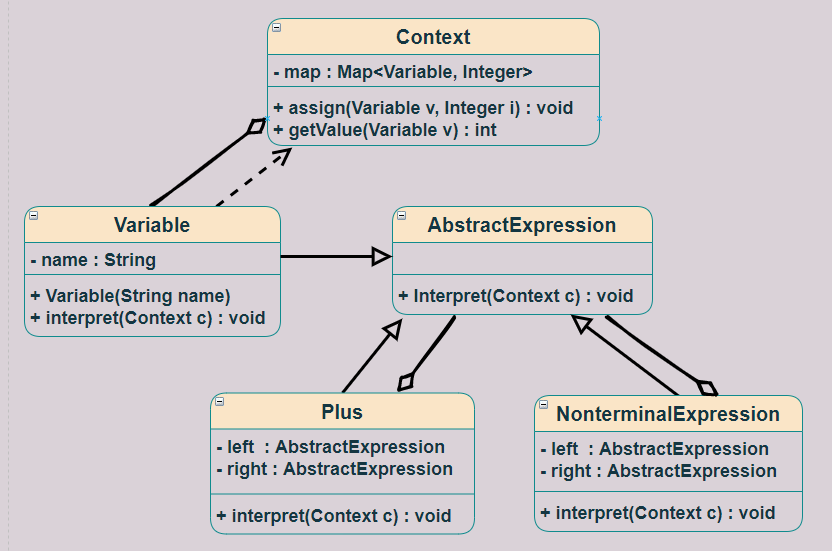 Context
- map : Map<Variable, Integer>
+ assign(Variable v, Integer i) : void
+ getValue(Variable v) : int
Variable
- name : String
+ Variable(String name)
+ interpret(Context c) : void
AbstractExpression
+ Interpret(Context c) : void
Plus
- left : AbstractExpression
- right : AbstractExpression
+ interpret(Context c) : void
NonterminalExpression
- left : AbstractExpression
- right : AbstractExpression
+ interpret(Context c) : void